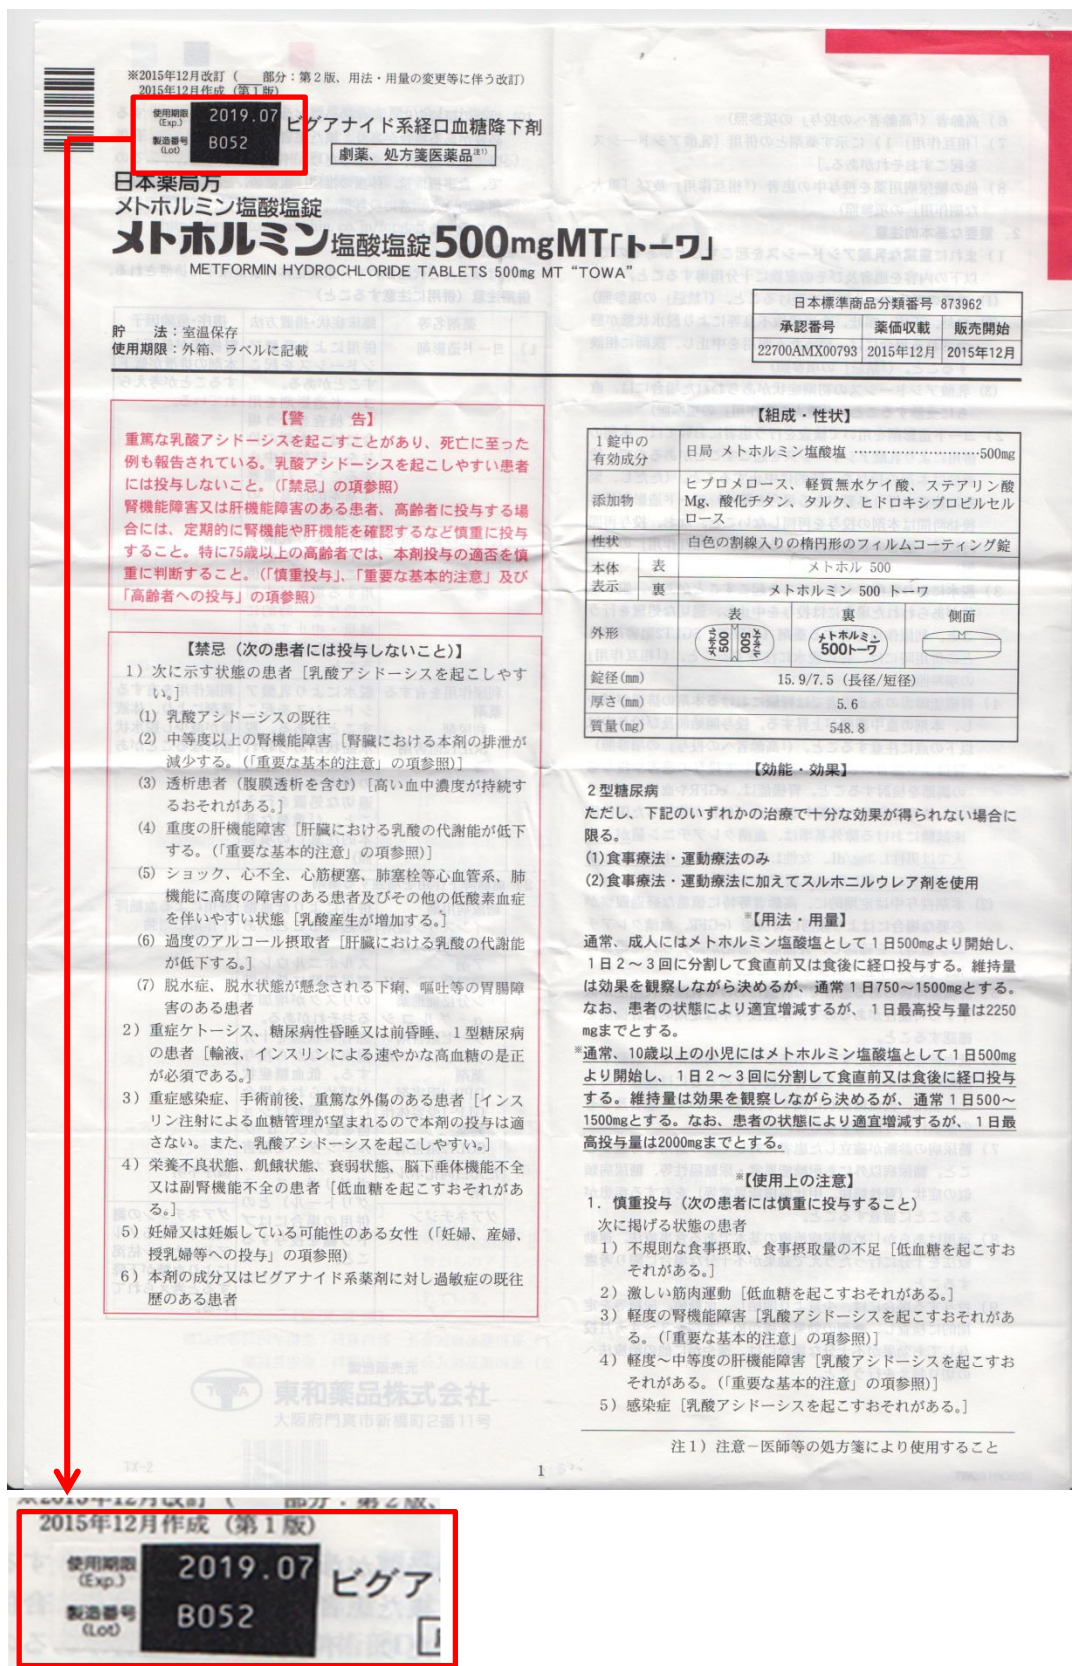 ※2015年12月改訂（　　部分：第2版、用法・用量の変更等に伴う改訂）
2015年12月作成（第1版）
使用期限
(Exp.)
2019.07
製造番号
(Lot)
B052
ビグアナイド系経口血糖降下剤
劇薬、処方箋医薬品注1)
日本薬局方
メトホルミン塩酸塩錠
メトホルミン塩酸塩錠500mgMT「トーワ」
METFORMIN HYDROCHLORIDE TABLETS 500mg MT “TOWA”
貯　　法：室温保存
使用期限：外箱、ラベルに記載
日本標準商品分類番号 873962
承認番号 薬価収載 販売開始
22700AMX00793 2015年12月 2015年12月
【警　　告】
重篤な乳酸アシドーシスを起こすことがあり、死亡に至った
例も報告されている。乳酸アシドーシスを起こしやすい患者
には投与しないこと。（「禁忌」の項参照）
腎機能障害又は肝機能障害のある患者、高齢者に投与する場
合には、定期的に腎機能や肝機能を確認するなど慎重に投与
すること。特に75歳以上の高齢者では、本剤投与の適否を慎
重に判断すること。（「慎重投与」、「重要な基本的注意」及び
「高齢者への投与」の項参照）
【禁忌（次の患者には投与しないこと）】
1）次に示す状態の患者［乳酸アシドーシスを起こしやす
い。］
(1) 乳酸アシドーシスの既往
(2) 中等度以上の腎機能障害［腎臓における本剤の排泄が
減少する。（「重要な基本的注意」の項参照）］
(3) 透析患者（腹膜透析を含む）［高い血中濃度が持続す
るおそれがある。］
(4) 重度の肝機能障害［肝臓における乳酸の代謝能が低下
する。（「重要な基本的注意」の項参照）］
(5) ショック、心不全、心筋梗塞、肺塞栓等心血管系、肺
機能に高度の障害のある患者及びその他の低酸素血症
を伴いやすい状態［乳酸産生が増加する。］
(6) 過度のアルコール摂取者［肝臓における乳酸の代謝能
が低下する。］
(7) 脱水症、脱水状態が懸念される下痢、嘔吐等の胃腸障
害のある患者
2）重症ケトーシス、糖尿病性昏睡又は前昏睡、1型糖尿病
の患者［輸液、インスリンによる速やかな高血糖の是正
が必須である。］
3）重症感染症、手術前後、重篤な外傷のある患者［インス
リン注射による血糖管理が望まれるので本剤の投与は適
さない。また、乳酸アシドーシスを起こしやすい。］
4）栄養不良状態、飢餓状態、衰弱状態、脳下垂体機能不全
又は副腎機能不全の患者［低血糖を起こすおそれがあ
る。］
5）妊婦又は妊娠している可能性のある女性（「妊婦、産婦、
授乳婦等への投与」の項参照）
6）本剤の成分又はビグアナイド系薬剤に対し過敏症の既往
歴のある患者
【組成・性状】
1錠中の
有効成分
日局 メトホルミン塩酸塩 ………………………500mg
添加物
ヒプロメロース、軽質無水ケイ酸、ステアリン酸
Mg、酸化チタン、タルク、ヒドロキシプロピルセル
ロース
性状 白色の割線入りの楕円形のフィルムコーティング錠
本体
表示
表 メトホル 500
裏 メトホルミン 500 トーワ
外形
表 裏 側面
メトホル 500 500 メトホル
メトホルミン
500トーワ
錠径(mm) 15.9/7.5（長径/短径）
厚さ(mm) 5.6
質量(mg) 548.8
【効能・効果】
2型糖尿病
ただし、下記のいずれかの治療で十分な効果が得られない場合に
限る。
(1)食事療法・運動療法のみ
(2)食事療法・運動療法に加えてスルホニルウレア剤を使用
※【用法・用量】
通常、成人にはメトホルミン塩酸塩として1日500mgより開始し、
1日2～3回に分割して食直前又は食後に経口投与する。維持量
は効果を観察しながら決めるが、通常1日750～1500mgとする。
なお、患者の状態により適宜増減するが、1日最高投与量は2250
mgまでとする。
※通常、10歳以上の小児にはメトホルミン塩酸塩として1日500mg
より開始し、1日2～3回に分割して食直前又は食後に経口投与
する。維持量は効果を観察しながら決めるが、通常1日500～
1500mgとする。なお、患者の状態により適宜増減するが、1日最
高投与量は2000mgまでとする。
※【使用上の注意】
1．慎重投与（次の患者には慎重に投与すること）
次に掲げる状態の患者
1）不規則な食事摂取、食事摂取量の不足［低血糖を起こすお
それがある。］
2）激しい筋肉運動［低血糖を起こすおそれがある。］
3）軽度の腎機能障害［乳酸アシドーシスを起こすおそれがあ
る。（「重要な基本的注意」の項参照）］
4）軽度～中等度の肝機能障害［乳酸アシドーシスを起こすお
それがある。（「重要な基本的注意」の項参照）］
5）感染症［乳酸アシドーシスを起こすおそれがある。］
注1）注意－医師等の処方箋により使用すること
1
※2015年12月改訂（　　部分：第2版、
2015年12月作成（第1版）
使用期限
(Exp.)
2019.07
製造番号
(Lot)
B052
ビグア